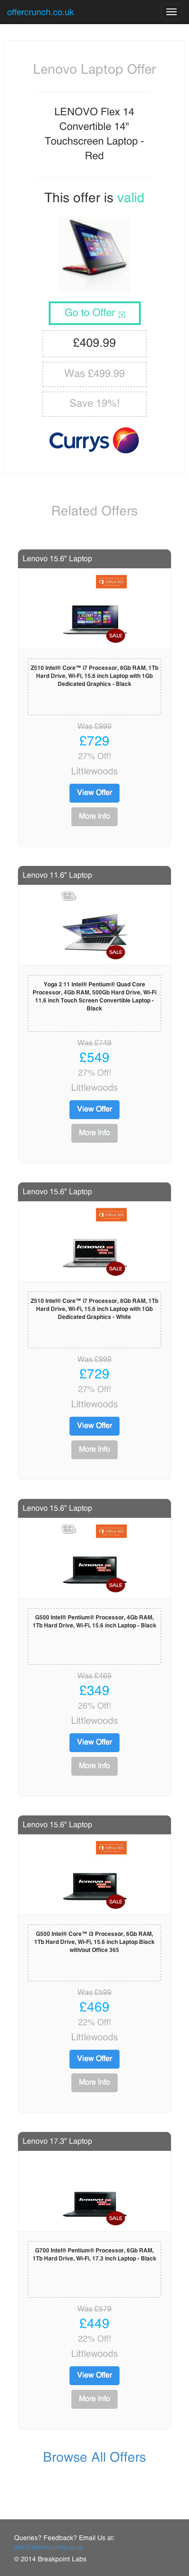 offercrunch.co.uk
Lenovo Laptop Offer
LENOVO Flex 14
Convertible 14"
Touchscreen Laptop -
Red
This offer is valid
Go to Offer
£409.99
Was £499.99
Save 19%!
Currys
Related Offers
Lenovo 15.6" Laptop
Office 365
SALE
Z510 Intel® Core™ i7 Processor, 8Gb RAM, 1Tb
Hard Drive, Wi-Fi, 15.6 inch Laptop with 1Gb
Dedicated Graphics - Black
Was £999
£729
27% Off!
Littlewoods
View Offer
More Info
Lenovo 11.6" Laptop
SALE
Yoga 2 11 Intel® Pentium® Quad Core
Processor, 4Gb RAM, 500Gb Hard Drive, Wi-Fi
11.6 inch Touch Screen Convertible Laptop -
Black
Was £749
£549
27% Off!
Littlewoods
View Offer
More Info
Lenovo 15.6" Laptop
Office 365
lenovo
SALE
Z510 Intel® Core™ i7 Processor, 8Gb RAM, 1Tb
Hard Drive, Wi-Fi, 15.6 inch Laptop with 1Gb
Dedicated Graphics - White
Was £999
£729
27% Off!
Littlewoods
View Offer
More Info
Lenovo 15.6" Laptop
Office 365
lenovo
SALE
G500 Intel® Pentium® Processor, 4Gb RAM,
1Tb Hard Drive, Wi-Fi, 15.6 inch Laptop - Black
Was £469
£349
26% Off!
Littlewoods
View Offer
More Info
Lenovo 15.6" Laptop
Office 365
lenovo
SALE
G500 Intel® Core™ i3 Processor, 6Gb RAM,
1Tb Hard Drive, Wi-Fi, 15.6 inch Laptop Black
with/out Office 365
Was £599
£469
22% Off!
Littlewoods
View Offer
More Info
Lenovo 17.3" Laptop
lenovo
SALE
G700 Intel® Pentium® Processor, 6Gb RAM,
1Tb Hard Drive, Wi-Fi, 17.3 inch Laptop - Black
Was £579
£449
22% Off!
Littlewoods
View Offer
More Info
Browse All Offers
Queries? Feedback? Email Us at:
© 2014 Breakpoint Labs